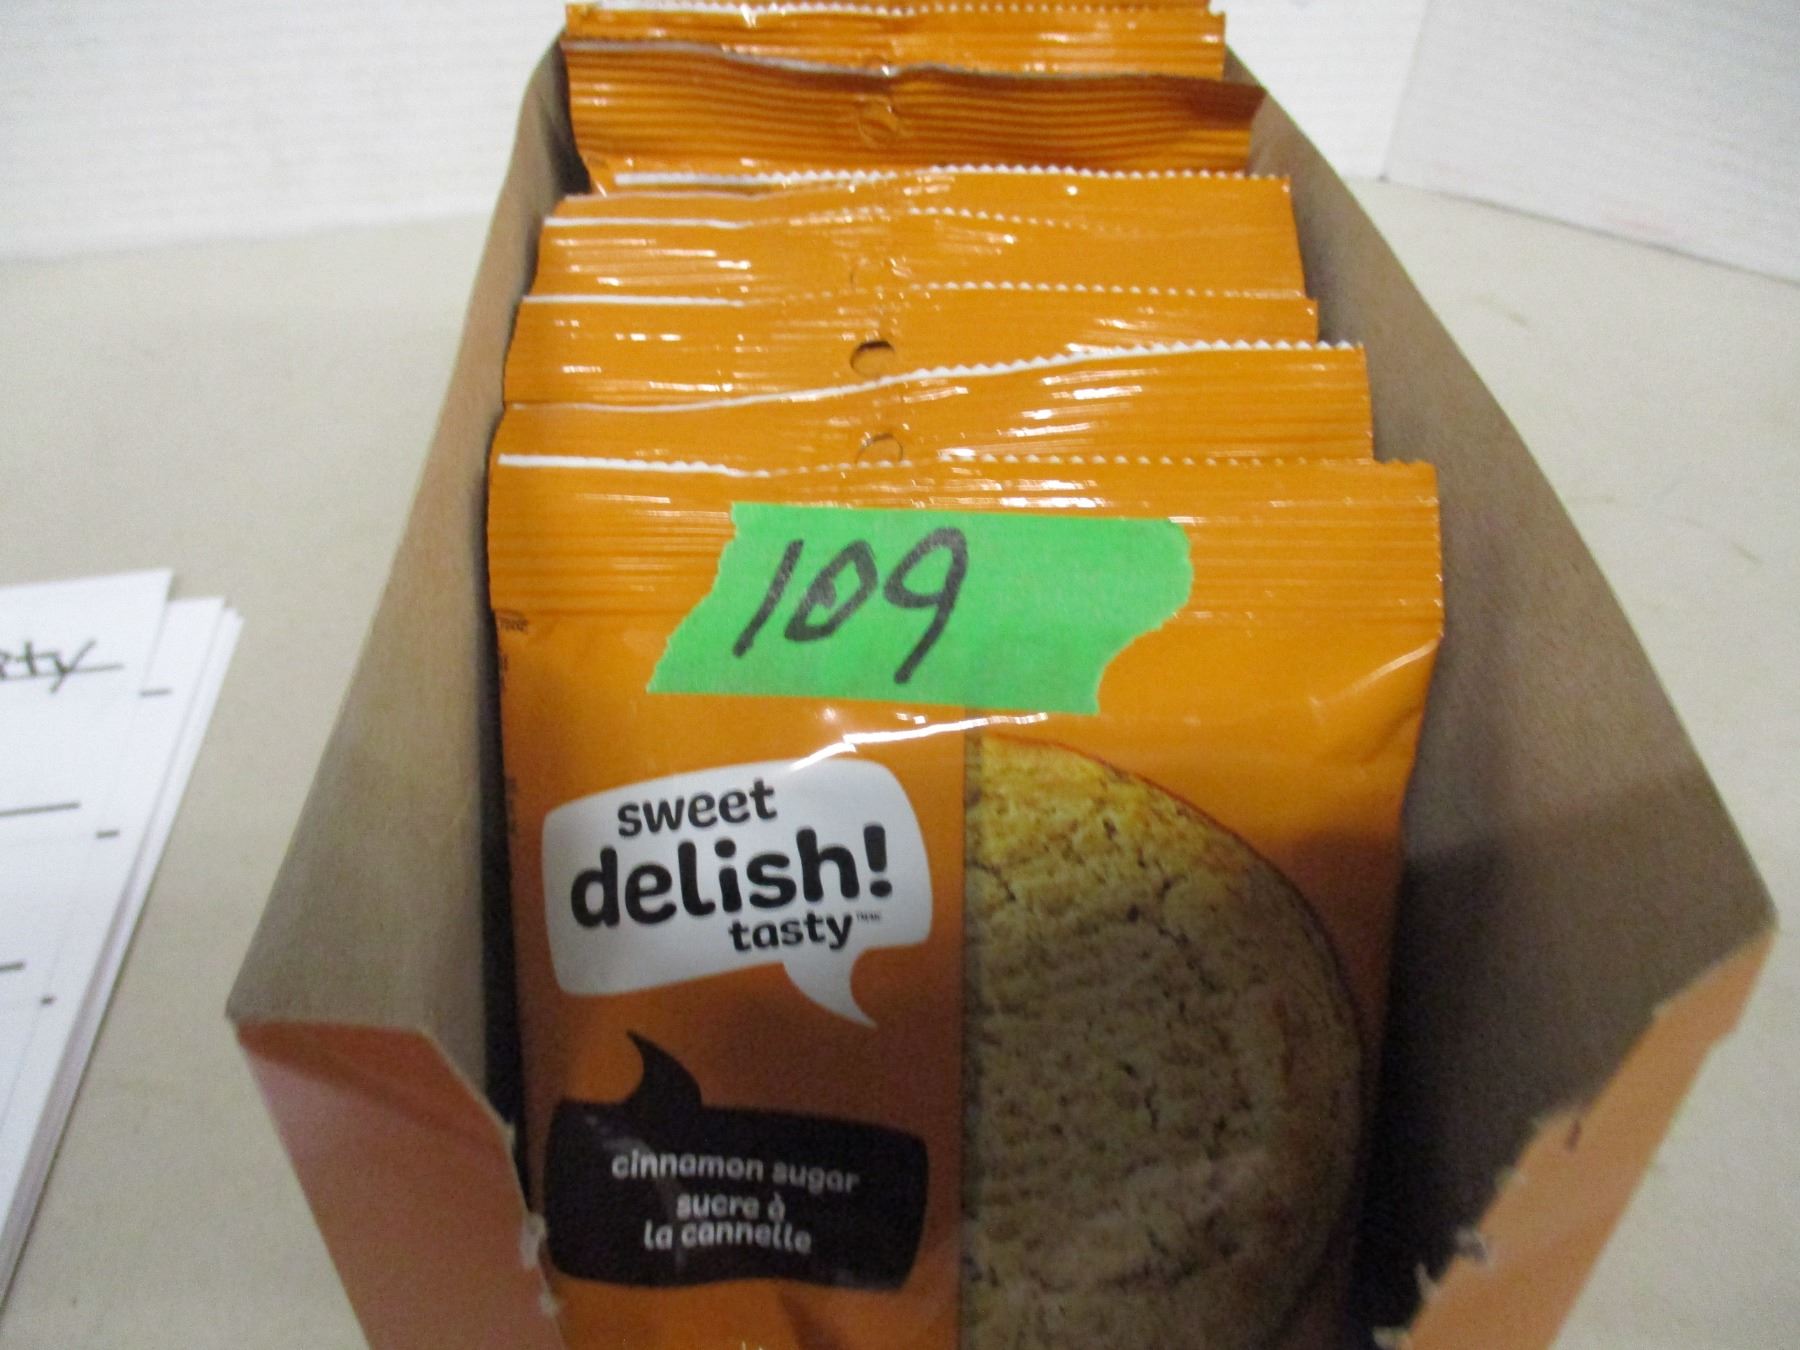 109
sweet
delish!
tasty
cinnamon sugar
sucre à
la cannelle